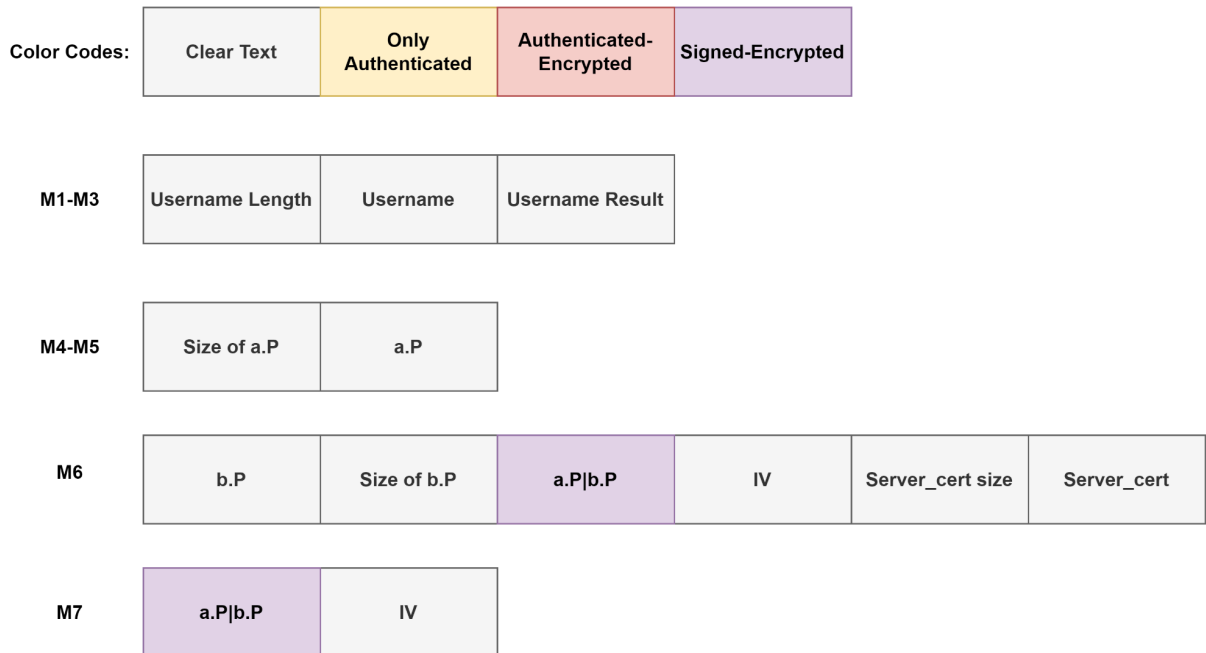 Color Codes:
Clear Text
Only
Authenticated
Authenticated-
Encrypted
Signed-Encrypted
M1-M3
Username Length
Username
Username Result
M4-M5
Size of a.P
a.P
M6
b.P
Size of b.P
a.P|b.P
IV
Server_cert size
Server_cert
M7
a.P|b.P
IV